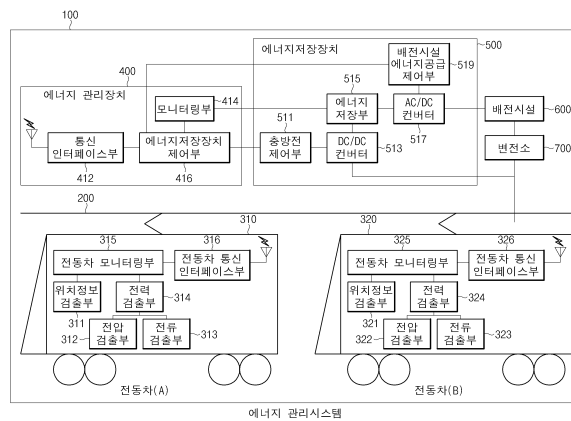 100
에너지저장장치
500
배전시설
에너지공급
제어부
519
400
에너지 관리장치
515
모니터링부
414
511
에너지
저장부
AC/DC
컨버터
배전시설
600
통신
인터페이스부
에너지저장장치
제어부
충방전
제어부
DC/DC
컨버터
513
517
변전소
700
412
416
200
310
320
315
316
325
326
전동차 모니터링부
전동차 통신
인터페이스부
전동차 모니터링부
전동차 통신
인터페이스부
위치정보
검출부
전력
검출부
314
위치정보
검출부
전력
검출부
324
311
312
전압
검출부
전류
검출부
313
321
322
전압
검출부
전류
검출부
323
전동차(A)
전동차(B)
에너지 관리시스템